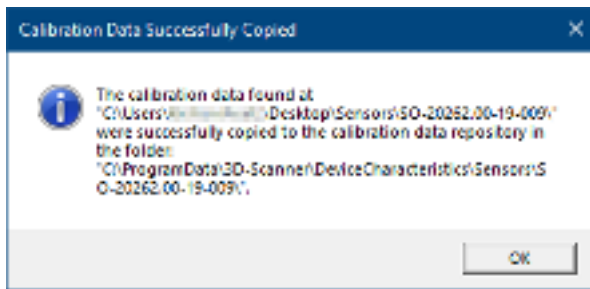 Calibration Data Successfully Copied
The calibration data found at
"C:\Users\ \Desktop\Sensors\SO-20262.00-19-009\"
were successfully copied to the calibration data repository in
the folder:
"C:\ProgramData\3D-Scanner\DeviceCharacteristics\Sensors\S
O-20262.00-19-009\".
OK